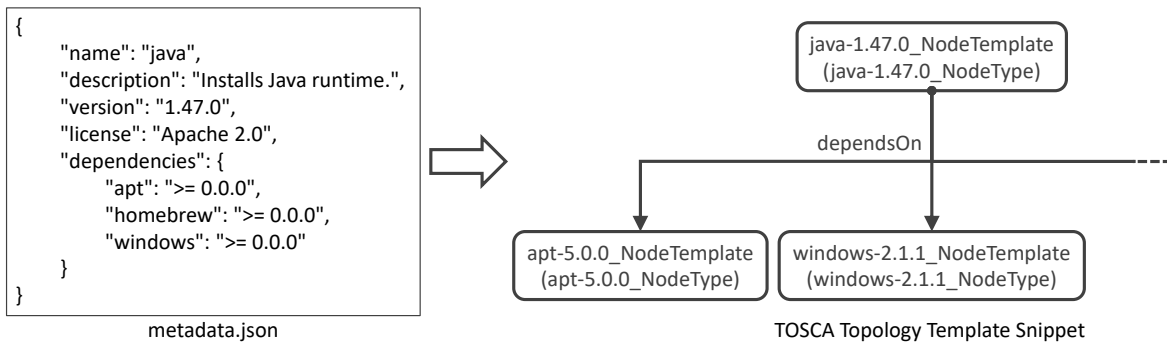 {
"name": "java",
"description": "Installs Java runtime.",
"version": "1.47.0",
"license": "Apache 2.0",
"dependencies": {
"apt": ">= 0.0.0",
"homebrew": ">= 0.0.0",
"windows": ">= 0.0.0"
}
}
metadata.json
java-1.47.0_NodeTemplate
(java-1.47.0_NodeType)
dependsOn
apt-5.0.0_NodeTemplate
(apt-5.0.0_NodeType)
windows-2.1.1_NodeTemplate
(windows-2.1.1_NodeType)
TOSCA Topology Template Snippet